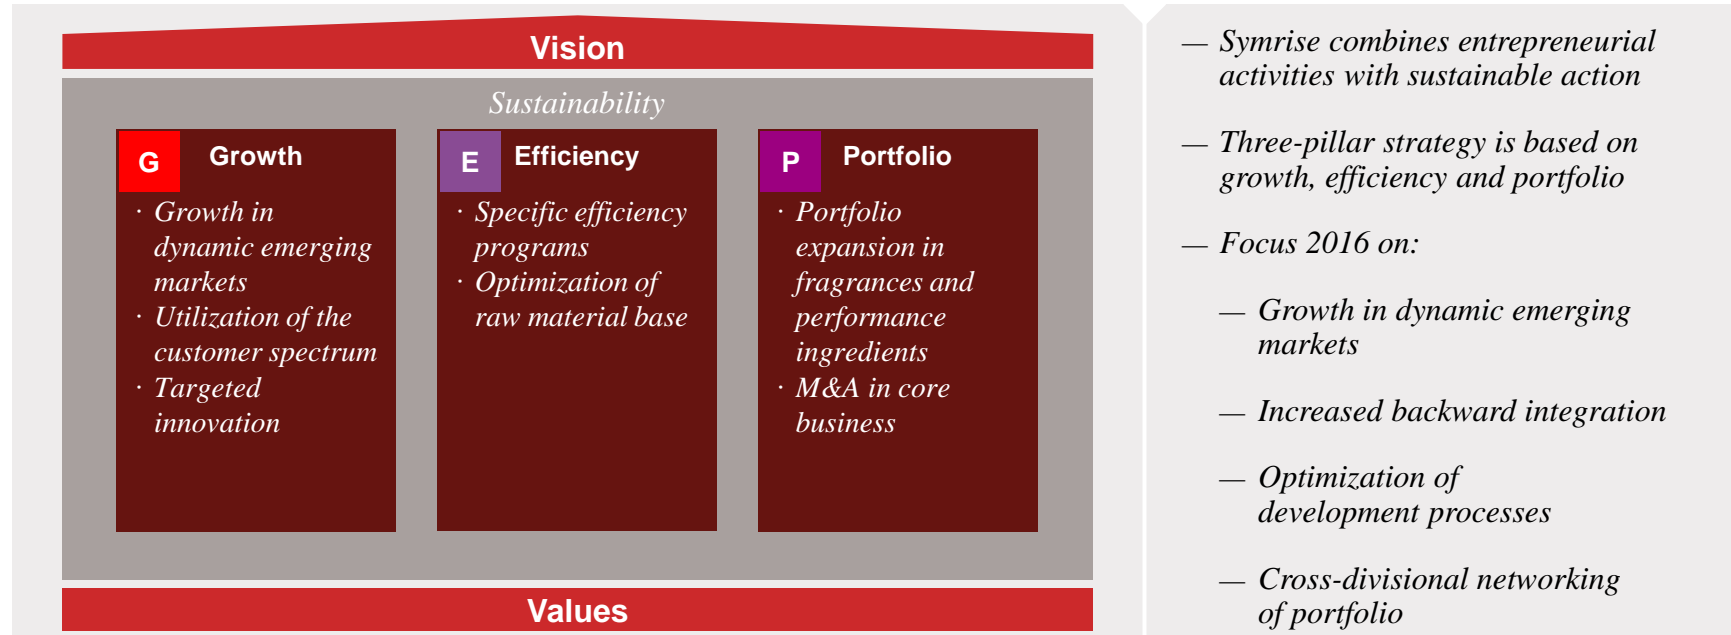 Vision
Sustainability
G
Growth
· Growth in
dynamic emerging
markets
· Utilization of the
customer spectrum
· Targeted
innovation
E
Efficiency
· Specific efficiency
programs
· Optimization of
raw material base
P
Portfolio
· Portfolio
expansion in
fragrances and
performance
ingredients
· M&A in core
business
Values
— Symrise combines entrepreneurial
activities with sustainable action
— Three-pillar strategy is based on
growth, efficiency and portfolio
— Focus 2016 on:
— Growth in dynamic emerging
markets
— Increased backward integration
— Optimization of
development processes
— Cross-divisional networking
of portfolio